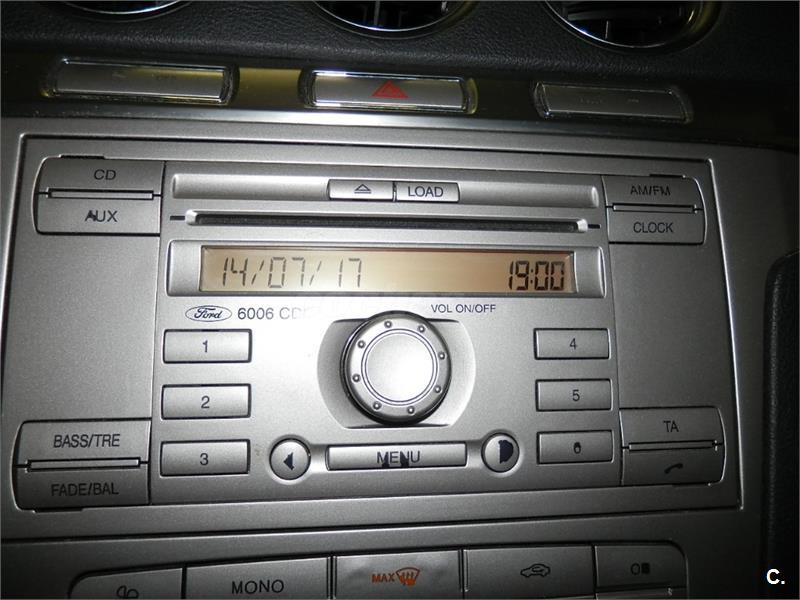 CD
LOAD
AM/FM
AUX
CLOCK
14/07/17 19:00
Ford 6006
VOL ON/OFF
1
4
2
5
BASS/TRE
TA
3
MENU
6
FADE/BAL
MAX
MONO
C.